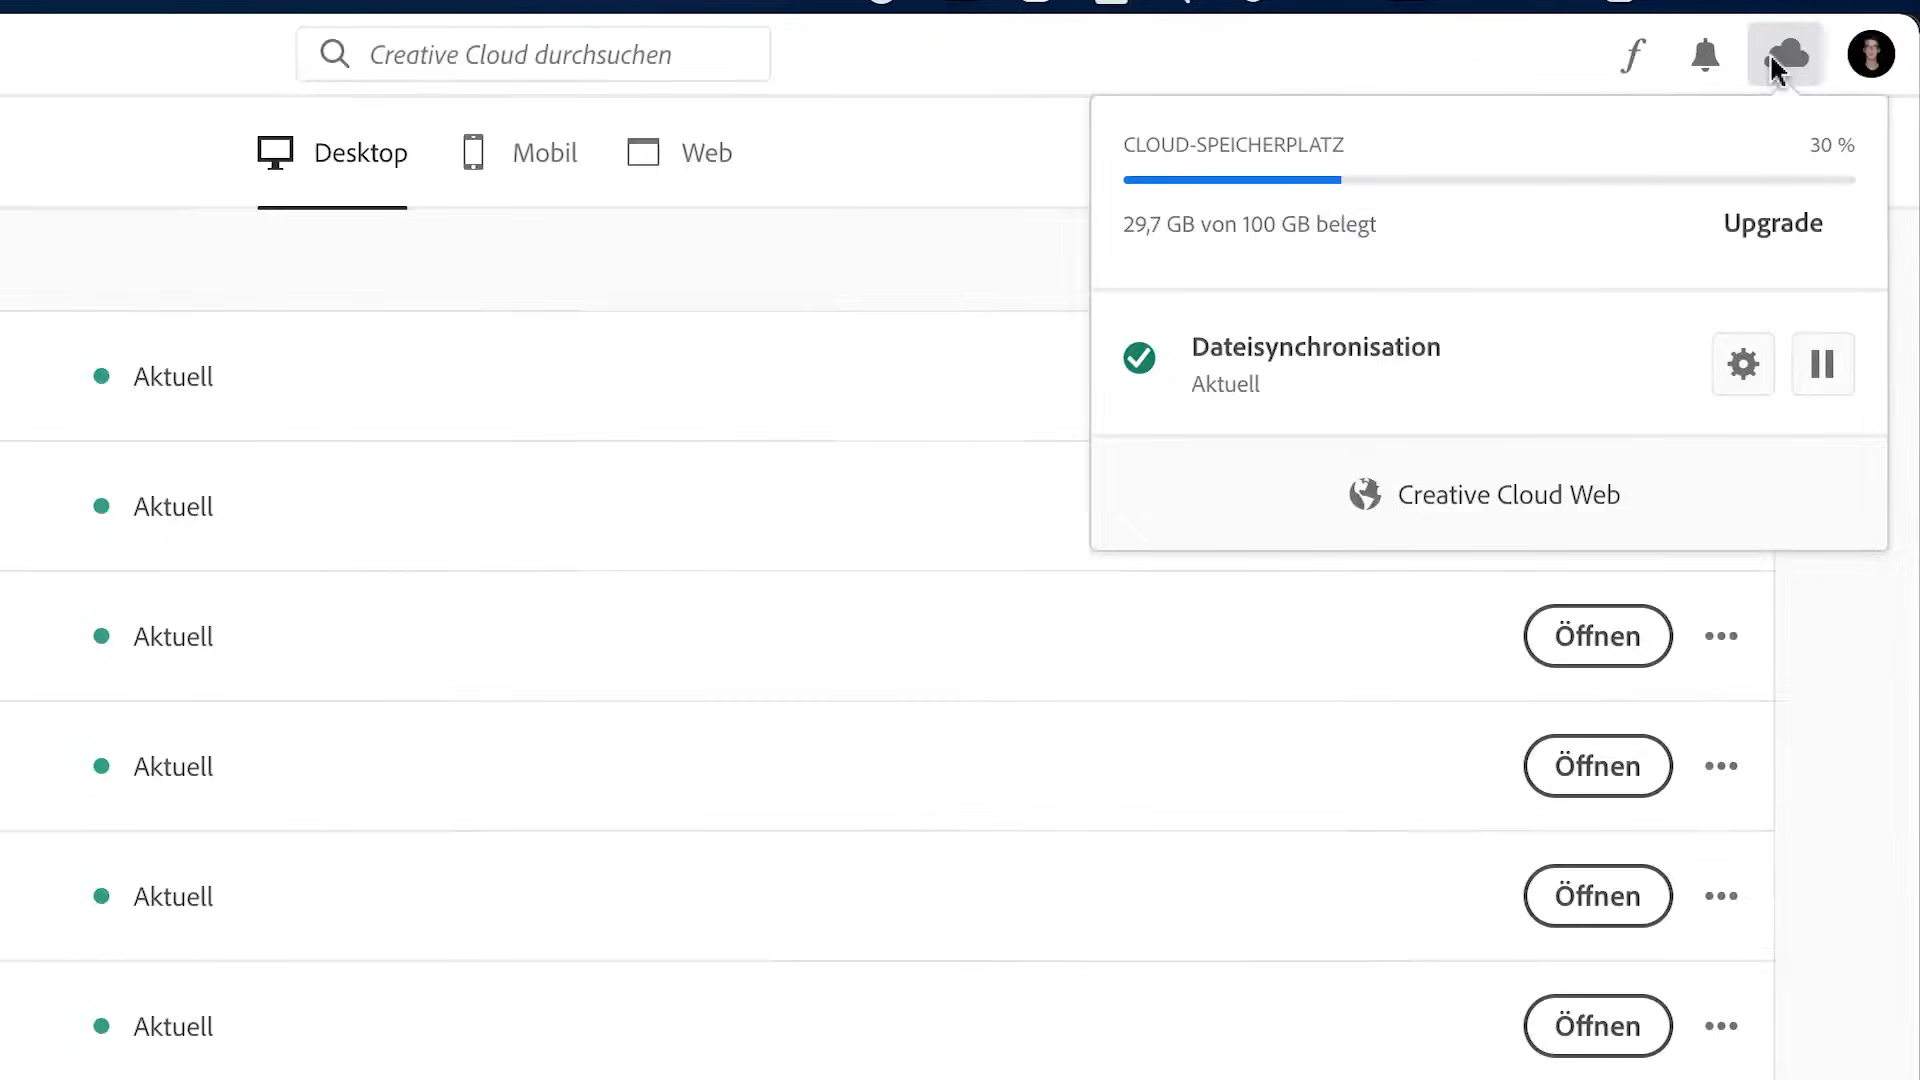 Creative Cloud durchsuchen
f
Desktop
Mobil
Web
CLOUD-SPEICHERPLATZ
30 %
29,7 GB von 100 GB belegt
Upgrade
Dateisynchronisation
Aktuell
Creative Cloud Web
Aktuell
Aktuell
Aktuell
Öffnen
Aktuell
Öffnen
Aktuell
Öffnen
Aktuell
Öffnen